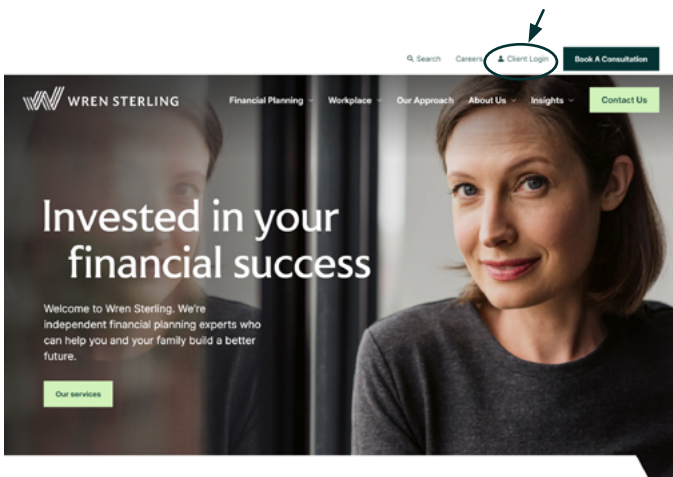 Search Careers Client Login Book A Consultation
WREN STERLING Financial Planning Workplace Our Approach About Us Insights Contact Us
Invested in your
financial success
Welcome to Wren Sterling. We're
independent financial planning experts who
can help you and your family build a better
future.
Our services